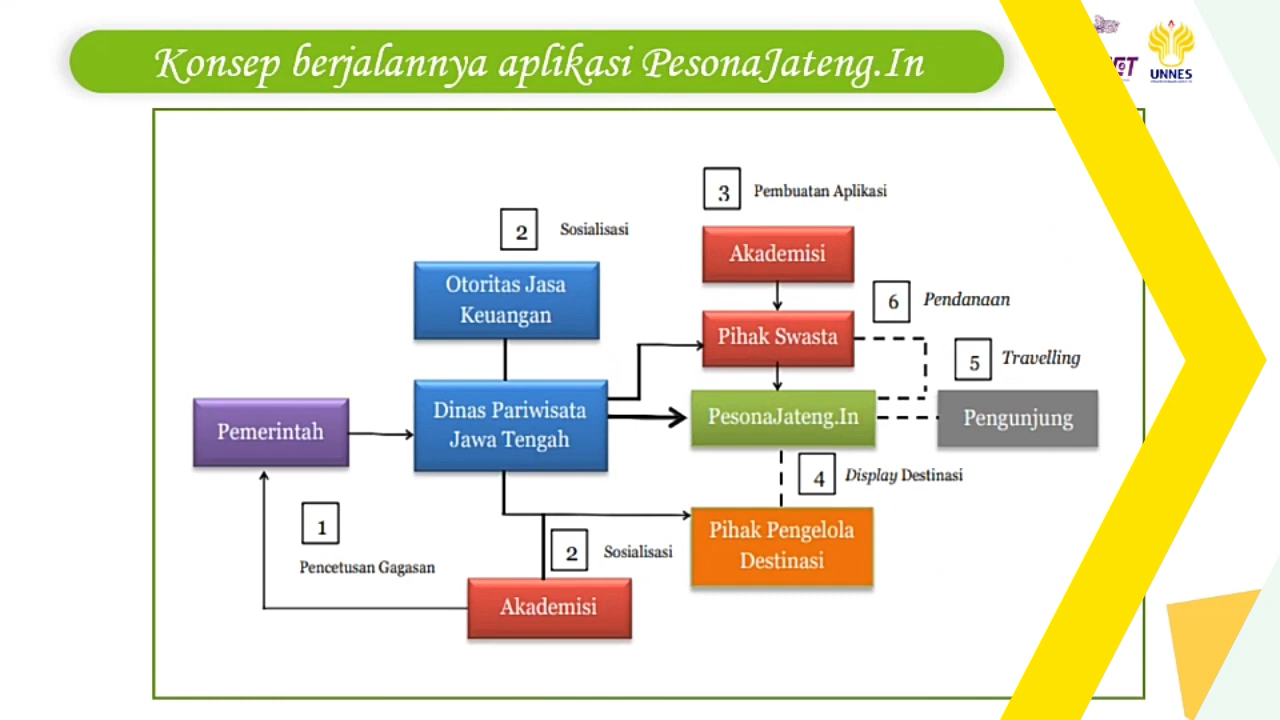 Konsep berjalannya aplikasi PesonaJateng.In
UNNES
3 Pembuatan Aplikasi
2 Sosialisasi
Akademisi
Otoritas Jasa
Keuangan
6 Pendanaan
Pihak Swasta
5 Travelling
Dinas Pariwisata
Jawa Tengah
PesonaJateng.In
Pengunjung
Pemerintah
4 Display Destinasi
1
Pencetusan Gagasan
Pihak Pengelola
Destinasi
2 Sosialisasi
Akademisi